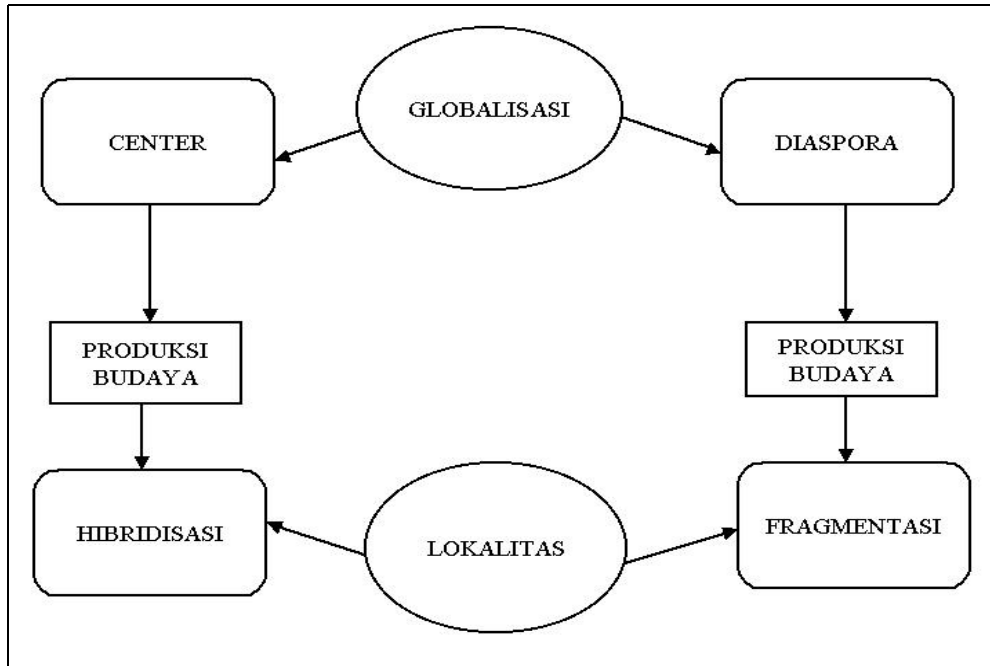 GLOBALISASI
CENTER
DIASPORA
PRODUKSI
BUDAYA
PRODUKSI
BUDAYA
HIBRIDISASI
LOKALITAS
FRAGMENTASI